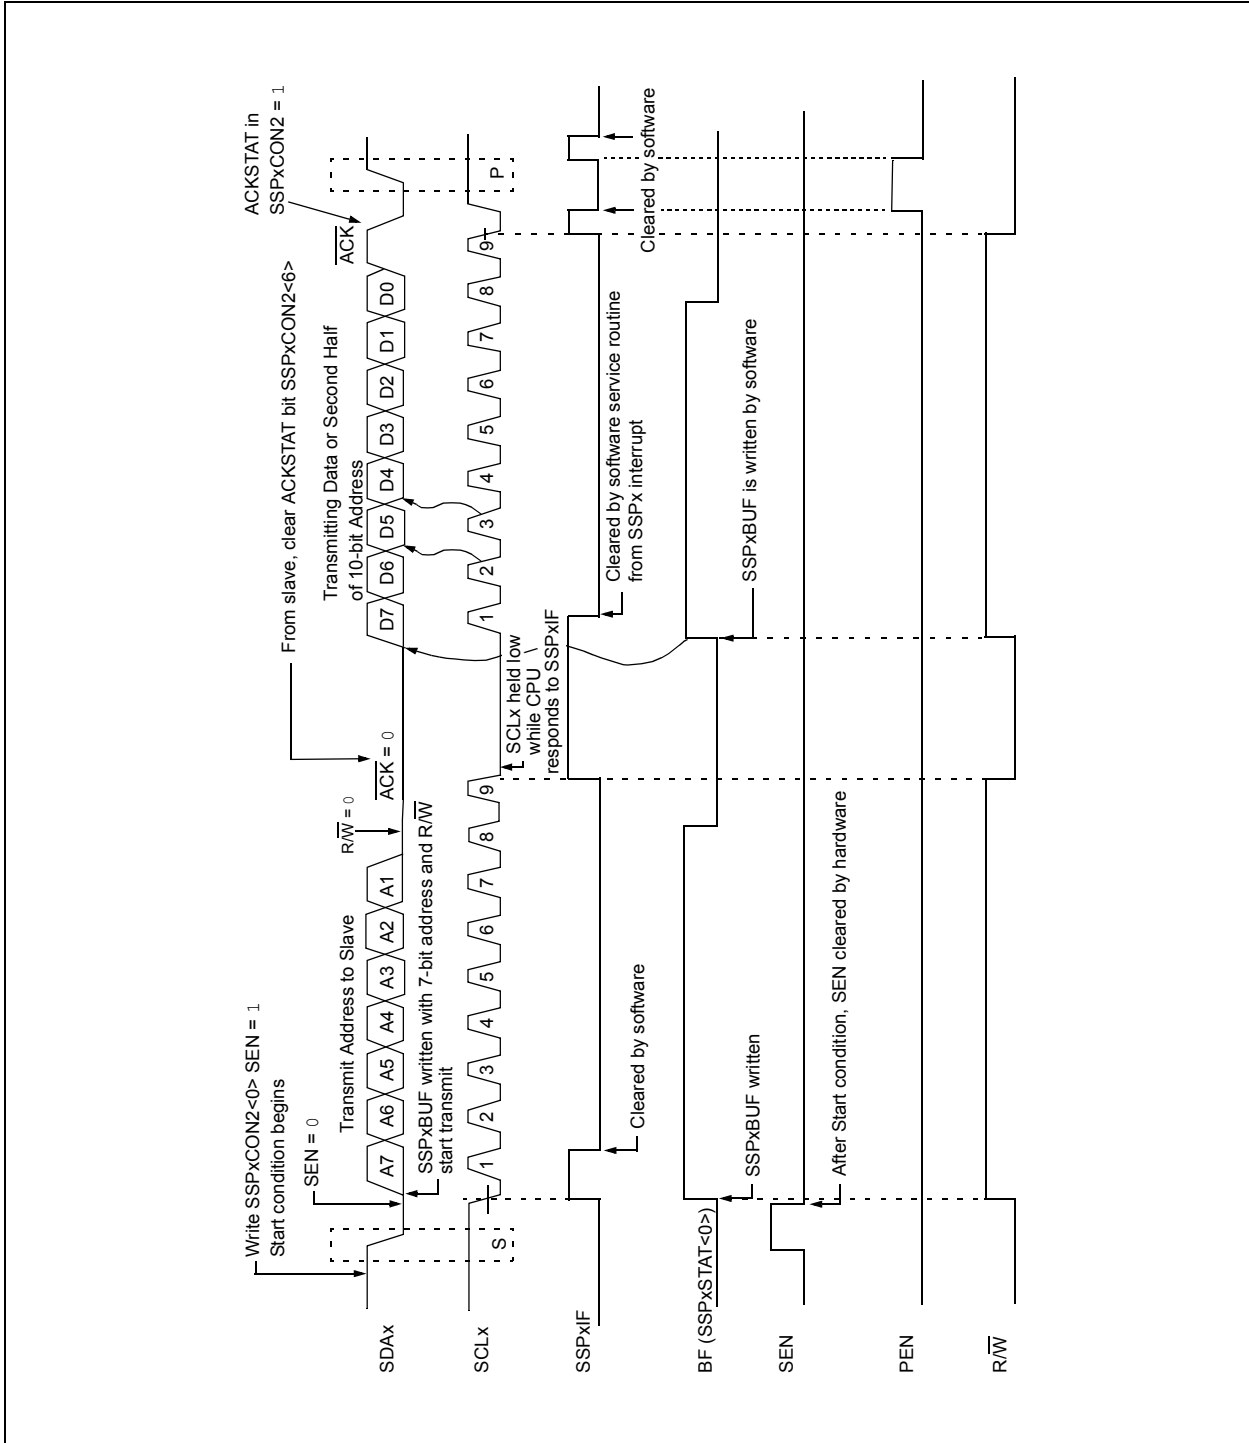 Write SSPxCON2<0> SEN = 1
Start condition begins
SEN = 0
Transmit Address to Slave
R/W = 0
ACK = 0
From slave, clear ACKSTAT bit SSPxCON2<6>
Transmitting Data or Second Half
of 10-bit Address
ACK
ACKSTAT in
SSPxCON2 = 1
SDAx
A7 A6 A5 A4 A3 A2 A1
D7 D6 D5 D4 D3 D2 D1 D0
SSPxBUF written with 7-bit address and R/W
start transmit
SCLx
S
1 2 3 4 5 6 7 8 9
1 2 3 4 5 6 7 8 9
P
SCLx held low
while CPU
responds to SSPxIF
SSPxIF
Cleared by software
Cleared by software service routine
from SSPx interrupt
Cleared by software
BF (SSPxSTAT<0>)
SSPxBUF written
SSPxBUF is written by software
SEN
After Start condition, SEN cleared by hardware
PEN
R/W